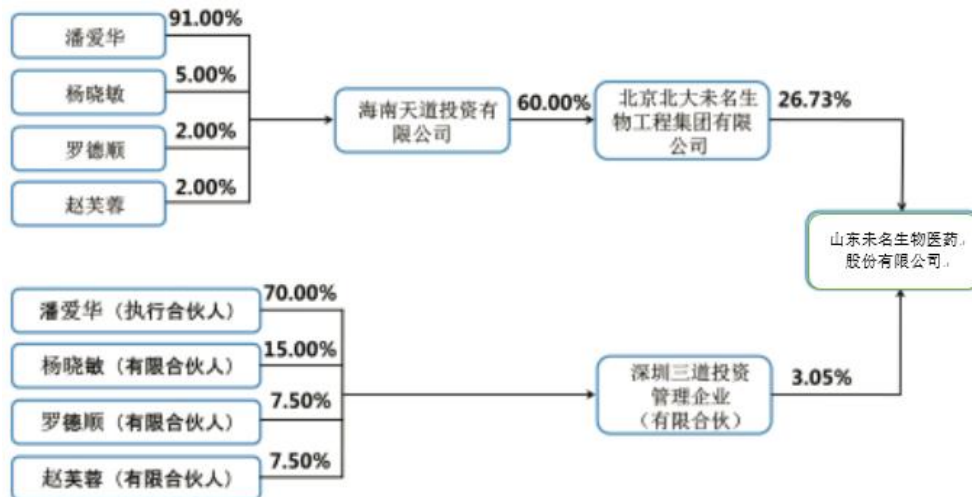 潘爱华
91.00%
杨晓敏
5.00%
罗德顺
2.00%
赵芙蓉
2.00%
海南天道投资有
限公司
60.00%
北京北大未名生
物工程集团有限
公司
26.73%
山东未名生物医药
股份有限公司
潘爱华（执行合伙人）
70.00%
杨晓敏（有限合伙人）
15.00%
罗德顺（有限合伙人）
7.50%
赵芙蓉（有限合伙人）
7.50%
深圳三道投资
管理企业
（有限合伙）
3.05%